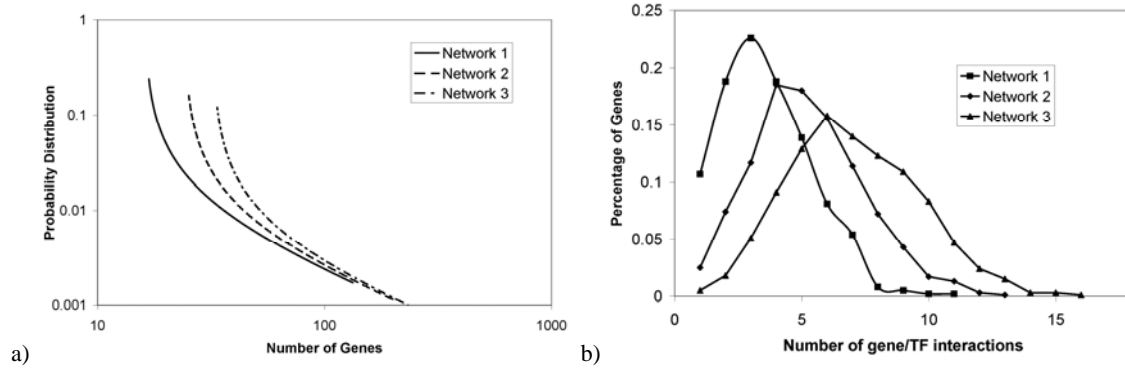 1
0.1
0.01
0.001
10
100
1000
Probability Distribution
Number of Genes
Network 1
Network 2
Network 3
a)
0.25
0.2
0.15
0.1
0.05
0
0
5
10
15
Percentage of Genes
Number of gene/TF interactions
Network 1
Network 2
Network 3
b)